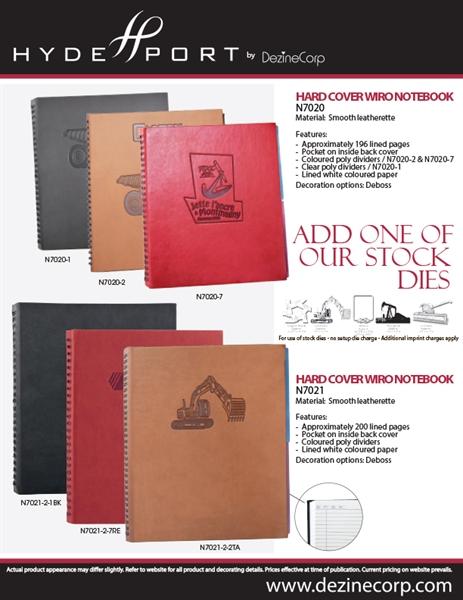 HYDE PORT by DezineCorp
HARD COVER WIRO NOTEBOOK
N7020
Material: Smooth leatherette
Features:
- Approximately 196 lined pages
- Pocket on inside back cover
- Coloured poly dividers / N7020-2 & N7020-7
- Clear poly dividers / N7020-1
- Lined white coloured paper
Decoration options: Deboss
Sette l'ancre
à Montmagny
N7020-1
N7020-2
N7020-7
ADD ONE OF
OUR STOCK
DIES
For use of stock dies - no setup die charge - Additional imprint charges apply
HARD COVER WIRO NOTEBOOK
N7021
Material: Smooth leatherette
Features:
- Approximately 200 lined pages
- Pocket on inside back cover
- Coloured poly dividers
- Lined white coloured paper
Decoration options: Deboss
N7021-2-1BK
N7021-2-7RE
N7021-2-2TA
Actual product appearance may differ slightly. Refer to website for all product and decorating details. Prices effective at time of publication. Current pricing on website prevails.
www.dezinecorp.com